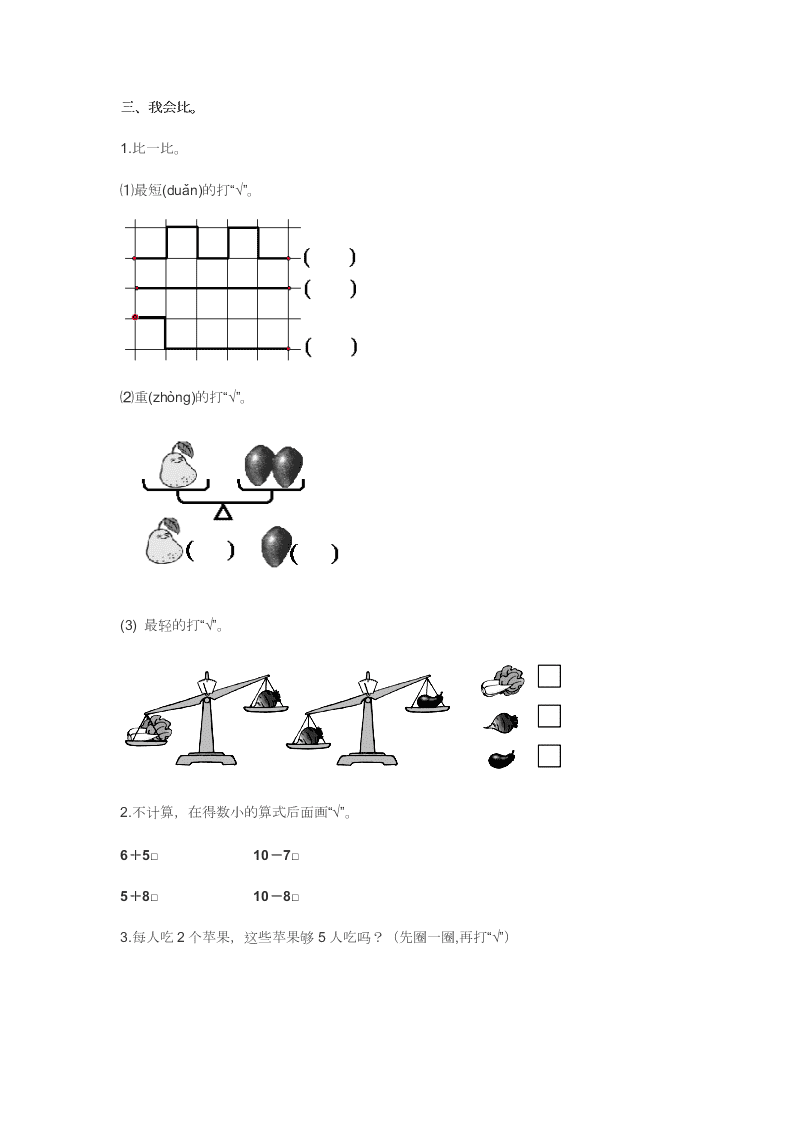 三、我会比。
1.比一比。
⑴最短(duǎn)的打“√”。
( )
( )
( )
⑵重(zhòng)的打“√”。
( ) ( )
(3) 最轻的打“√”。
2.不计算，在得数小的算式后面画“√”。
6＋5□ 10－7□
5＋8□ 10－8□
3.每人吃 2 个苹果，这些苹果够 5 人吃吗？（先圈一圈,再打“√”）